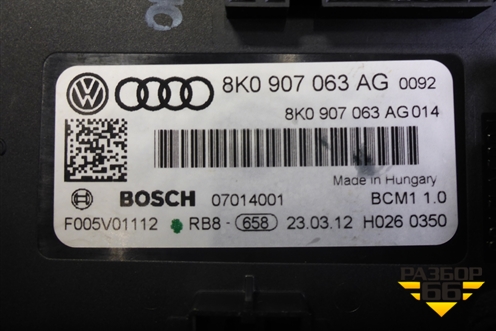 8K0 907 063 AG 0092
8K0 907 063 AG 014
Made in Hungary
BOSCH 07014001 BCM1 1.0
F005V01112 RB8- 658 23.03.12 H026 0350
РАЗБОР
66